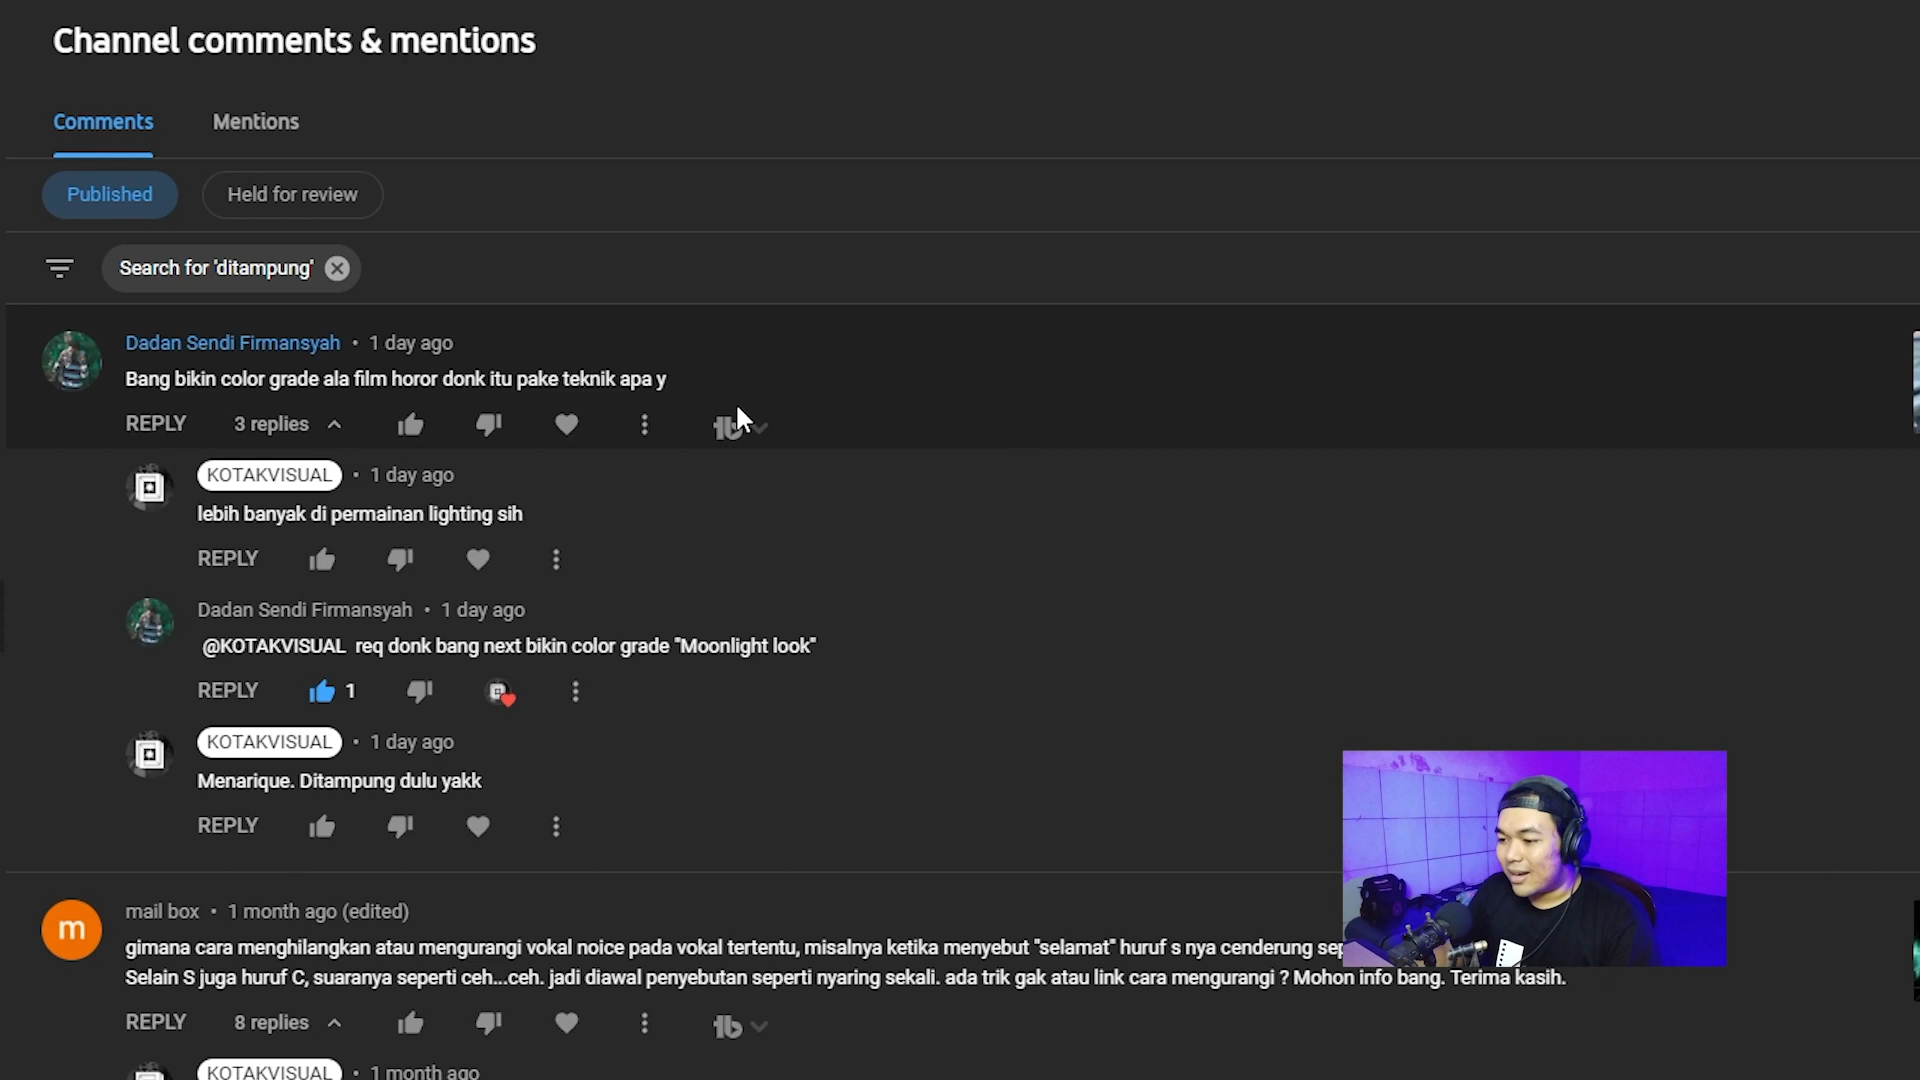 Channel comments & mentions
Comments Mentions
Published Held for review
Search for 'ditampung'
Dadan Sendi Firmansyah • 1 day ago
Bang bikin color grade ala film horor donk itu pake teknik apa y
REPLY 3 replies
KOTAKVISUAL • 1 day ago
lebih banyak di permainan lighting sih
REPLY
Dadan Sendi Firmansyah • 1 day ago
@KOTAKVISUAL req donk bang next bikin color grade "Moonlight look"
REPLY 1
KOTAKVISUAL • 1 day ago
Menarique. Ditampung dulu yakk
REPLY
m
mail box • 1 month ago (edited)
gimana cara menghilangkan atau mengurangi vokal noice pada vokal tertentu, misalnya ketika menyebut "selamat" huruf s nya cenderung
Selain S juga huruf C, suaranya seperti ceh...ceh. jadi diawal penyebutan seperti nyaring sekali. ada trik gak atau link cara mengurangi ? Mohon info bang. Terima kasih.
REPLY 8 replies
KOTAKVISUAL • 1 month ago